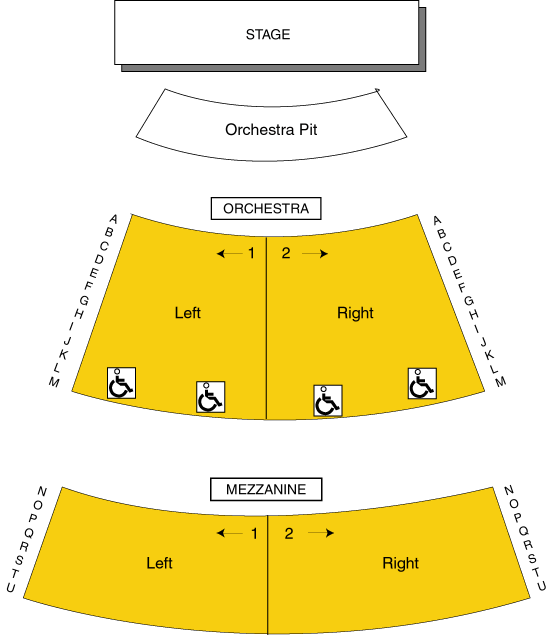 STAGE
Orchestra Pit
ORCHESTRA
A
B
C
D
E
F
G
H
I
J
K
L
M
1 2
Left Right
A
B
C
D
E
F
G
H
I
J
K
L
M
MEZZANINE
N
O
P
Q
R
S
T
U
1 2
Left Right
N
O
P
Q
R
S
T
U